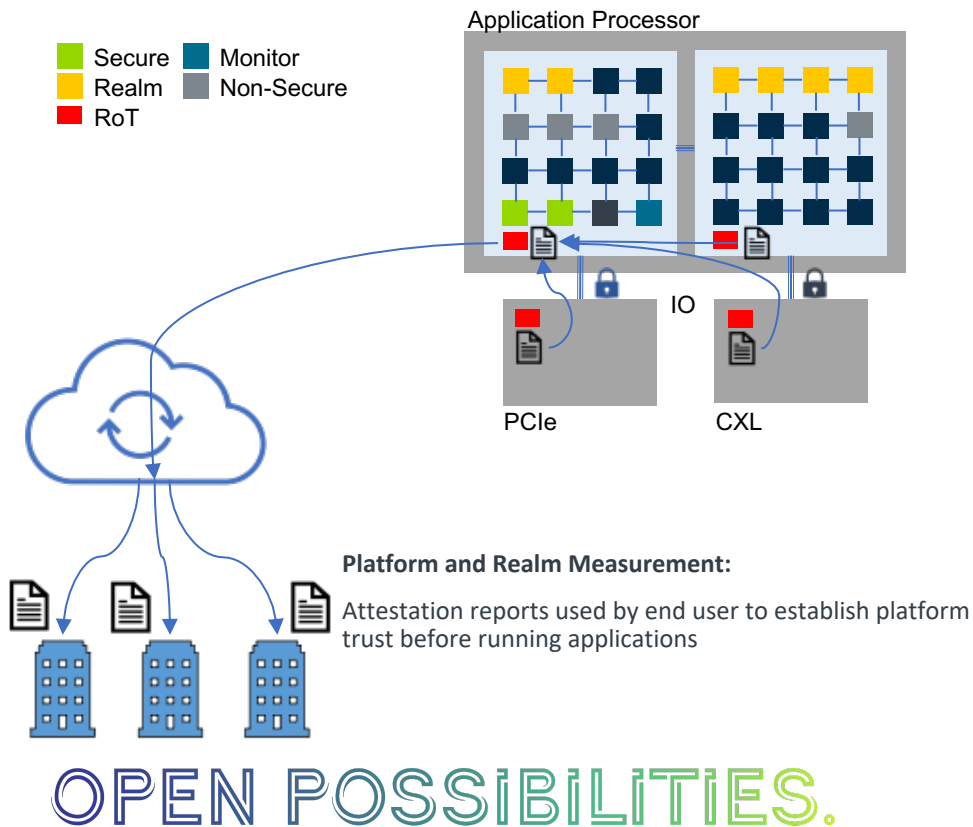 Application Processor
Secure
Monitor
Realm
Non-Secure
RoT
IO
PCIe
CXL
Platform and Realm Measurement:
Attestation reports used by end user to establish platform
trust before running applications
OPEN POSSIBILITIES.